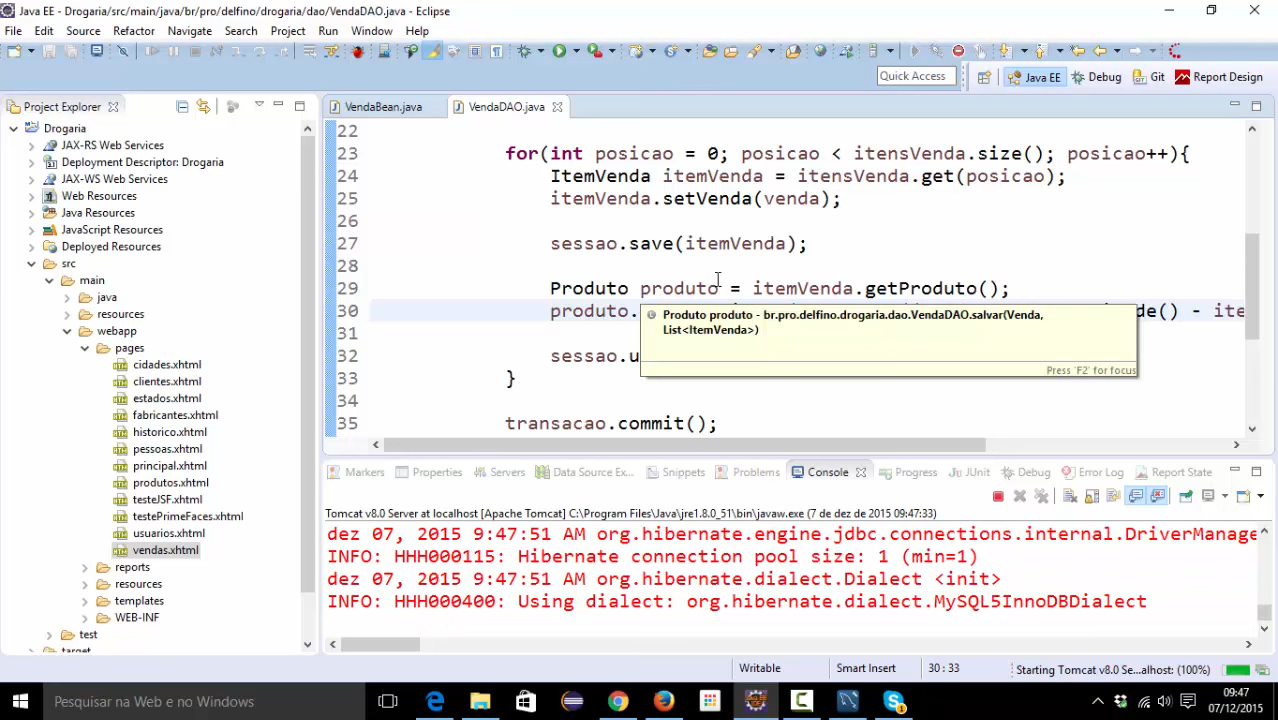 Java EE - Drogaria/src/main/java/br/pro/delfino/drogaria/dao/VendaDAO.java - Eclipse
File Edit Source Refactor Navigate Search Project Run Window Help
Quick Access
Java EE
Debug
Git
Report Design
Project Explorer
Drogaria
JAX-RS Web Services
Deployment Descriptor: Drogaria
JAX-WS Web Services
Web Resources
Java Resources
JavaScript Resources
Deployed Resources
src
main
java
resources
webapp
pages
cidades.xhtml
clientes.xhtml
estados.xhtml
fabricantes.xhtml
historico.xhtml
pessoas.xhtml
principal.xhtml
produtos.xhtml
testeJSF.xhtml
testePrimeFaces.xhtml
usuarios.xhtml
vendas.xhtml
reports
resources
templates
WEB-INF
test
target
VendaBean.java
VendaDAO.java
22
23 for(int posicao = 0; posicao < itensVenda.size(); posicao++){
24 ItemVenda itemVenda = itensVenda.get(posicao);
25 itemVenda.setVenda(venda);
26
27 sessao.save(itemVenda);
28
29 Produto produto = itemVenda.getProduto();
30 produto. de() - ite
Produto produto - br.pro.delfino.drogaria.dao.VendaDAO.salvar(Venda,
List<ItemVenda>)
Press 'F2' for focus
31
32 sessao.u
33 }
34
35 transacao.commit();
Markers Properties Servers Data Source Ex... Snippets Problems Console Progress JUnit Debug Error Log Report State
Tomcat v8.0 Server at localhost [Apache Tomcat] C:\Program Files\Java\jre1.8.0_51\bin\javaw.exe (7 de dez de 2015 09:47:33)
dez 07, 2015 9:47:51 AM org.hibernate.engine.jdbc.connections.internal.DriverManage
INFO: HHH000115: Hibernate connection pool size: 1 (min=1)
dez 07, 2015 9:47:51 AM org.hibernate.dialect.Dialect <init>
INFO: HHH000400: Using dialect: org.hibernate.dialect.MySQL5InnoDBDialect
Writable
Smart Insert
30 : 33
Starting Tomcat v8.0 Se...alhost: (100%)
Pesquisar na Web e no Windows
09:47
07/12/2015